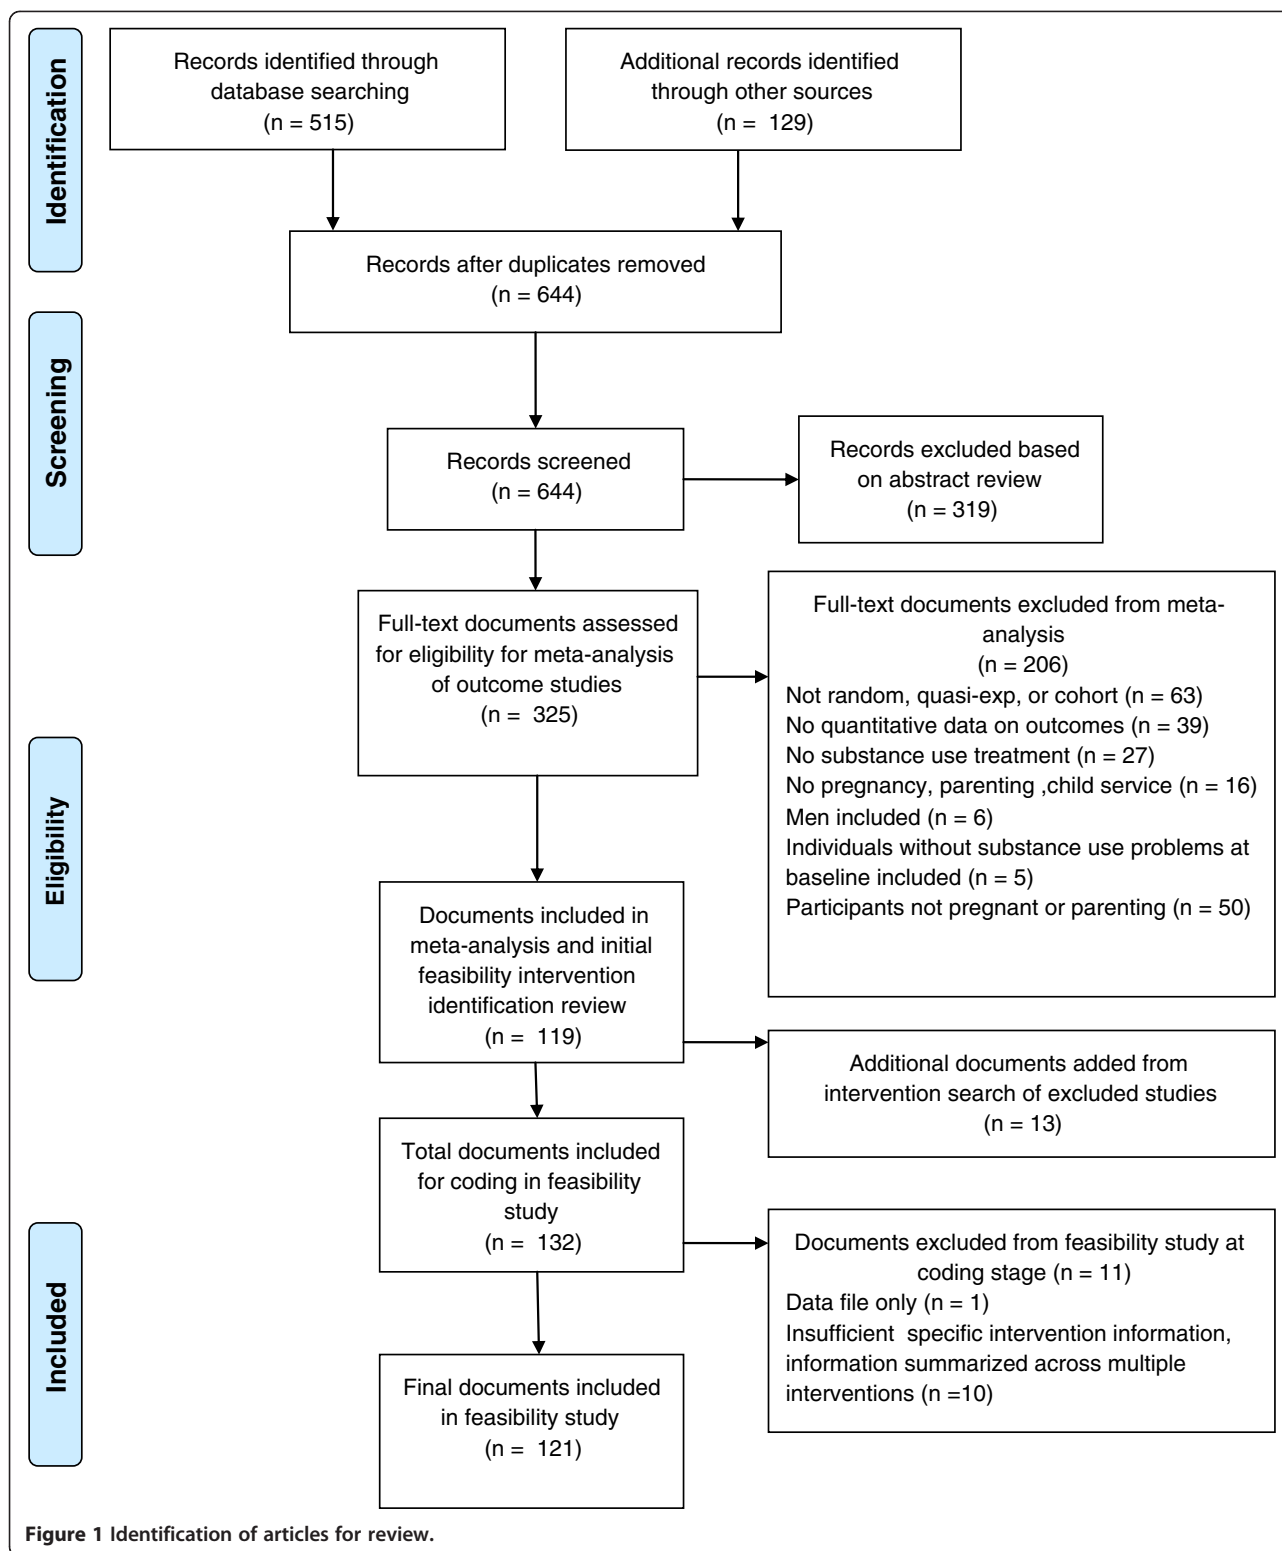 Identification
Records identified through
database searching
(n = 515)
Additional records identified
through other sources
(n = 129)
Records after duplicates removed
(n = 644)
Screening
Records screened
(n = 644)
Records excluded based
on abstract review
(n = 319)
Eligibility
Full-text documents assessed
for eligibility for meta-analysis
of outcome studies
(n = 325)
Full-text documents excluded from meta-
analysis
(n = 206)
Not random, quasi-exp, or cohort (n = 63)
No quantitative data on outcomes (n = 39)
No substance use treatment (n = 27)
No pregnancy, parenting ,child service (n = 16)
Men included (n = 6)
Individuals without substance use problems at
baseline included (n = 5)
Participants not pregnant or parenting (n = 50)
Documents included in
meta-analysis and initial
feasibility intervention
identification review
(n = 119)
Additional documents added from
intervention search of excluded studies
(n = 13)
Total documents included
for coding in feasibility
study
(n = 132)
Included
Documents excluded from feasibility study at
coding stage (n = 11)
Data file only (n = 1)
Insufficient specific intervention information,
information summarized across multiple
interventions (n =10)
Final documents included
in feasibility study
(n = 121)
Figure 1 Identification of articles for review.